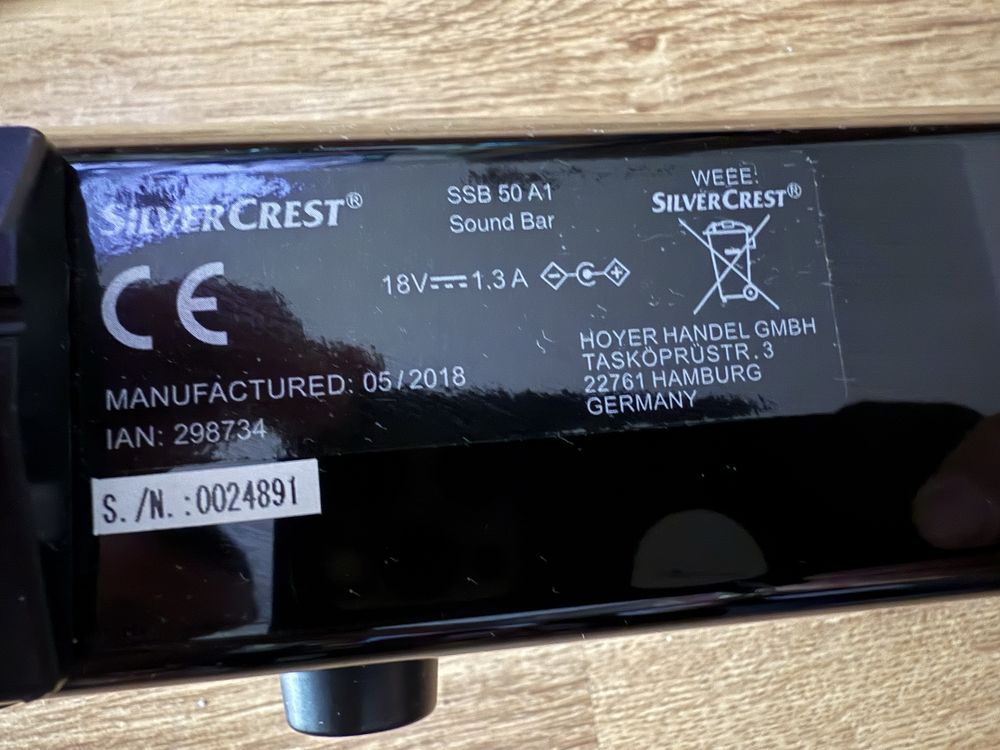 SILVERCREST®
SSB 50 A1
Sound Bar
18V 1.3 A
CE
MANUFACTURED: 05/2018
IAN: 298734
S./N.:0024891
WEEE:
SILVERCREST®
HOYER HANDEL GMBH
TASKÖPRÜSTR. 3
22761 HAMBURG
GERMANY